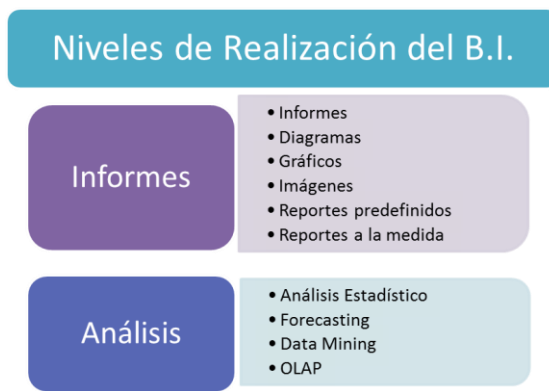 Niveles de Realización del B.I.
Informes
• Informes
• Diagramas
• Gráficos
• Imágenes
• Reportes predefinidos
• Reportes a la medida
Análisis
• Análisis Estadístico
• Forecasting
• Data Mining
• OLAP